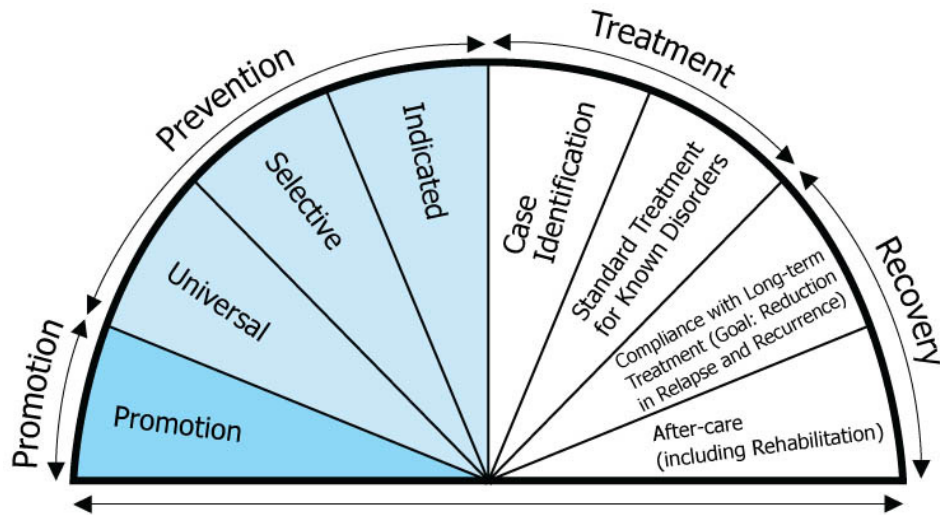 Promotion
Prevention
Treatment
Recovery
Promotion
Universal
Selective
Indicated
Case
Identification
Standard Treatment
for Known Disorders
Compliance with Long-term
Treatment (Goal: Reduction
in Relapse and Recurrence)
After-care
(including Rehabilitation)